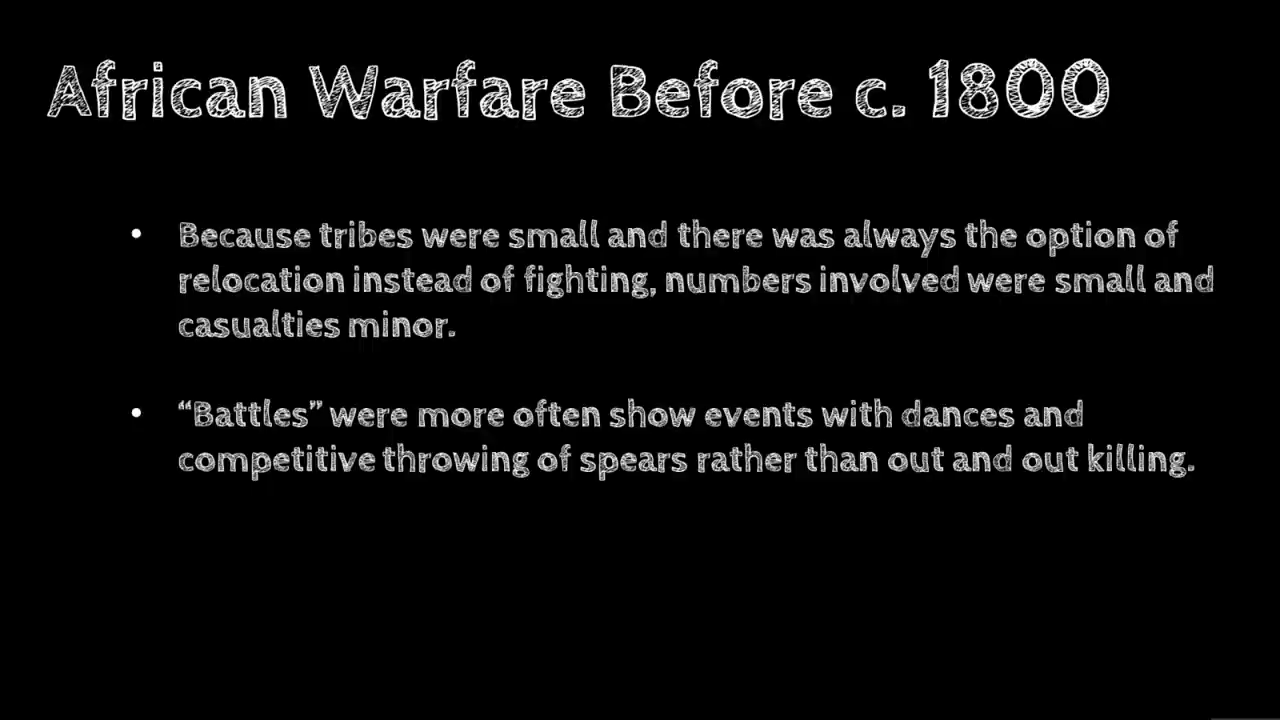 African Warfare Before c. 1800
• Because tribes were small and there was always the option of
relocation instead of fighting, numbers involved were small and
casualties minor.
• “Battles” were more often show events with dances and
competitive throwing of spears rather than out and out killing.